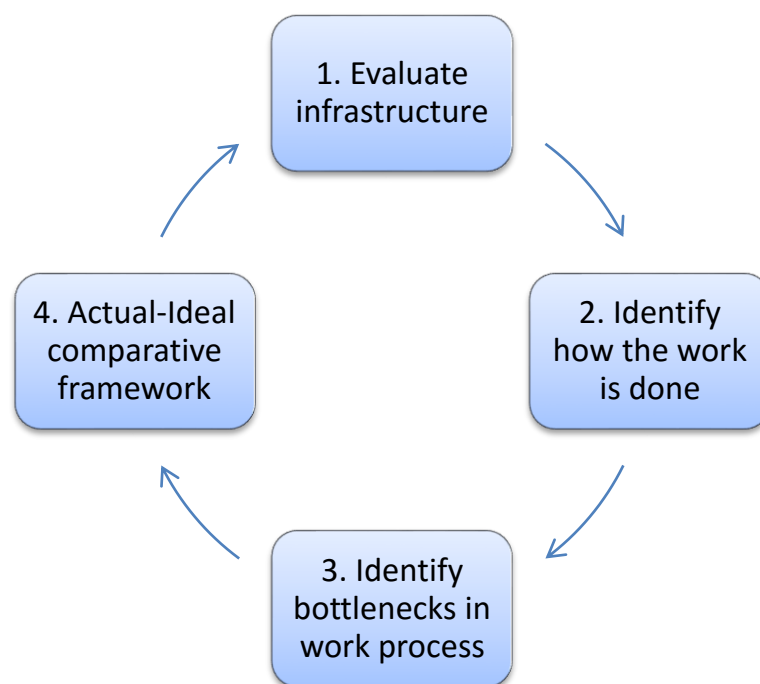 1. Evaluate
infrastructure
2. Identify
how the work
is done
3. Identify
bottlenecks in
work process
4. Actual-Ideal
comparative
framework